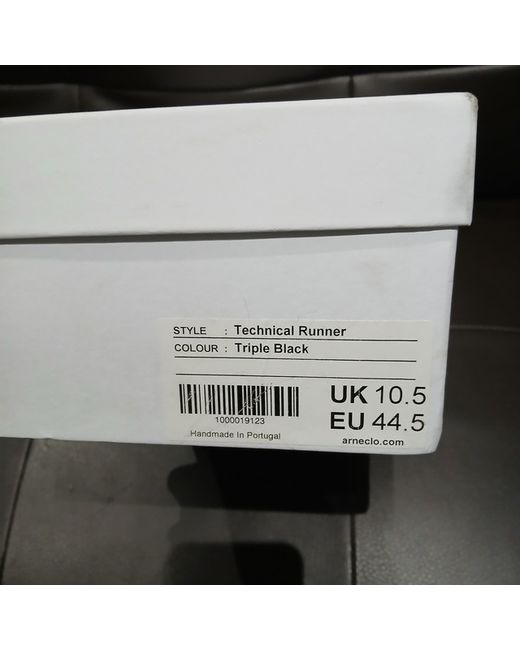 STYLE : Technical Runner
COLOUR : Triple Black
1000019123
Handmade In Portugal
UK 10.5
EU 44.5
arneclo.com